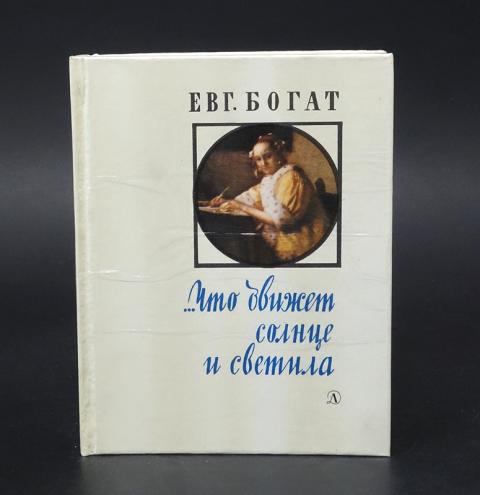 ЕВГ. БОГАТ
...Что движет
солнце
и светила
Д